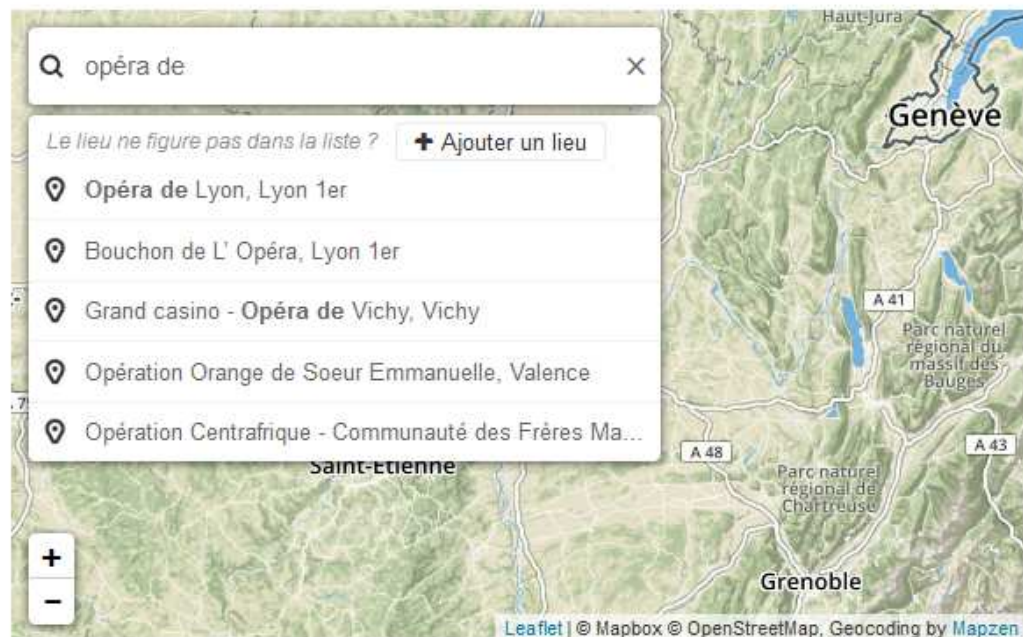 Haut-Jura
opéra de ×
Genève
Le lieu ne figure pas dans la liste ? + Ajouter un lieu
Opéra de Lyon, Lyon 1er
Bouchon de L' Opéra, Lyon 1er
Grand casino - Opéra de Vichy, Vichy
A 41
Parc naturel
régional du
massif des
Bauges
Opération Orange de Soeur Emmanuelle, Valence
Opération Centrafrique - Communauté des Frères Ma...
A 48
A 43
Saint-Etienne
Parc naturel
régional de
Chartreuse
+
Grenoble
−
Leaflet | © Mapbox © OpenStreetMap, Geocoding by Mapzen